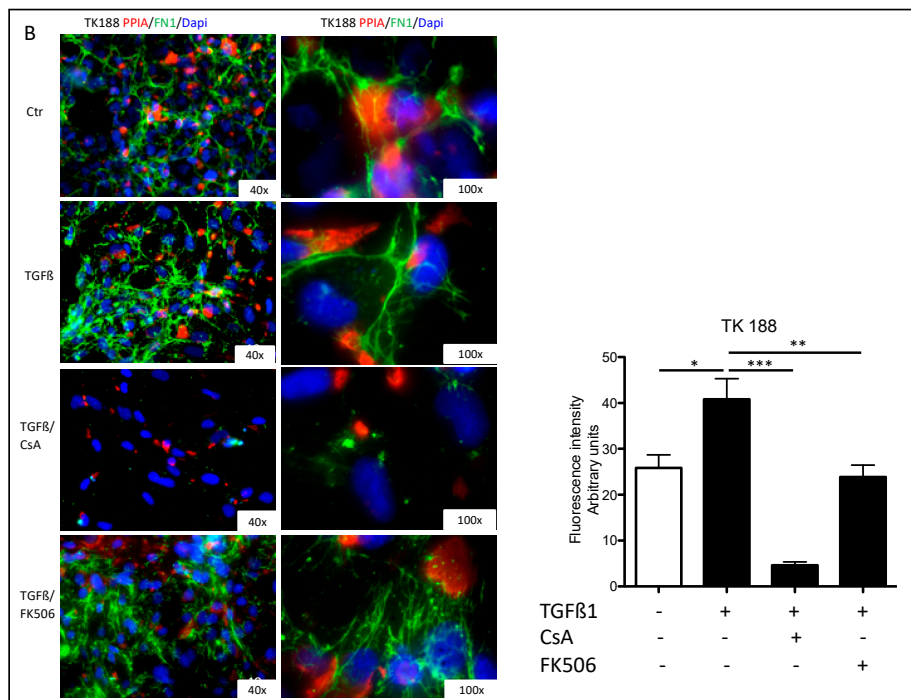 B
TK188 PPIA/FN1/Dapi
TK188 PPIA/FN1/Dapi
Ctr
40x
100x
TGFß
40x
100x
TGFß/
CsA
40x
100x
TGFß/
FK506
40x
100x
TK 188
Fluorescence intensity
Arbitrary units
50
40
30
20
10
0
* *** **
TGFß1 - + + +
CsA - - + -
FK506 - - - +